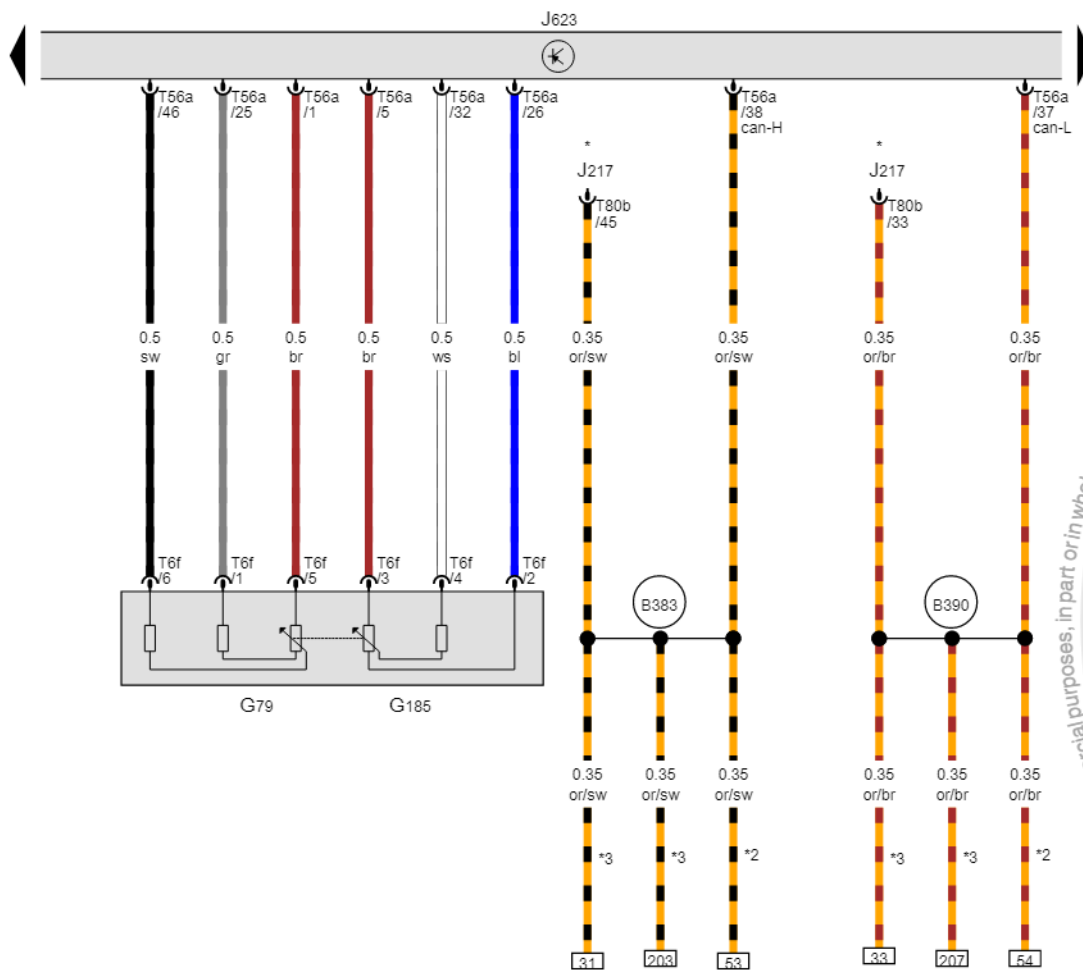 J623
T56a
/46
T56a
/25
T56a
/1
T56a
/5
T56a
/32
T56a
/26
T56a
/38
can-H
T56a
/37
can-L
*
J217
T80b
/45
*
J217
T80b
/33
0.5
sw
0.5
gr
0.5
br
0.5
br
0.5
ws
0.5
bl
0.35
or/sw
0.35
or/sw
0.35
or/br
0.35
or/br
T6f
/6
T6f
/1
T6f
/5
T6f
/3
T6f
/4
T6f
/2
B383
B390
G79
G185
0.35
or/sw
0.35
or/sw
0.35
or/sw
0.35
or/br
0.35
or/br
0.35
or/br
*3
*3
*2
*3
*3
*2
31
203
53
33
207
54
purposes, in part or in